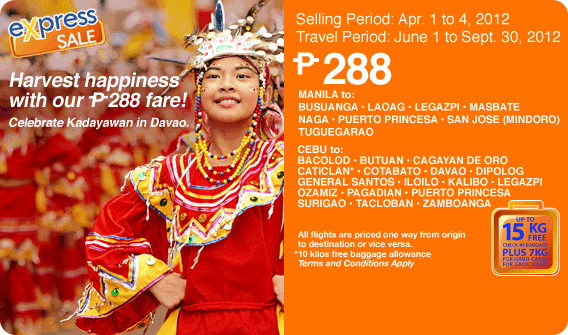 express
SALE
Harvest happiness
with our ₱288 fare!
Celebrate Kadayawan in Davao.
Selling Period: Apr. 1 to 4, 2012
Travel Period: June 1 to Sept. 30, 2012
₱288
MANILA to:
BUSUANGA • LAOAG • LEGAZPI • MASBATE
NAGA • PUERTO PRINCESA • SAN JOSE (MINDORO)
TUGUEGARAO
CEBU to:
BACOLOD • BUTUAN • CAGAYAN DE ORO
CATICLAN* • COTABATO • DAVAO • DIPOLOG
GENERAL SANTOS • ILOILO • KALIBO • LEGAZPI
OZAMIZ • PAGADIAN • PUERTO PRINCESA
SURIGAO • TACLOBAN • ZAMBOANGA
All flights are priced one way from origin
to destination or vice versa.
*10 kilos free baggage allowance
Terms and Conditions Apply
UP TO
15 KG
FREE
CHECK-IN BAGGAGE
PLUS 7KG
FOR HAND-CARRY